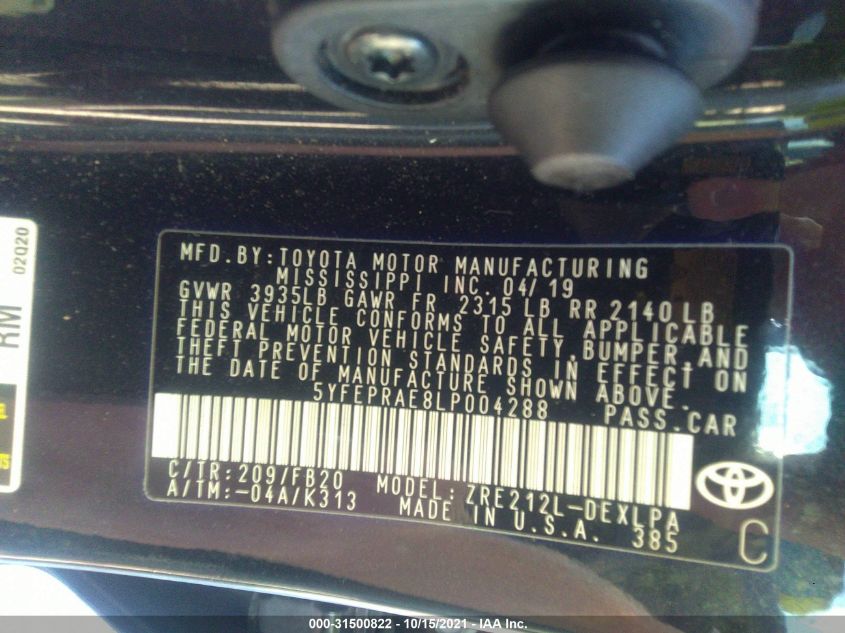 MFD.BY:TOYOTA MOTOR MANUFACTURING
MISSISSIPPI INC. 04/19
GVWR 3935LB GAWR FR 2315 LB RR 2140 LB
THIS VEHICLE CONFORMS TO ALL APPLICABLE
FEDERAL MOTOR VEHICLE SAFETY,BUMPER,AND
THEFT PREVENTION STANDARDS IN EFFECT ON
THE DATE OF MANUFACTURE SHOWN ABOVE.
5YFEPRAE8LP004288 PASS.CAR
C/TR:209/FB20 MODEL:ZRE212L-DEXLPA
A/TM:-04A/K313 MADE IN U.S.A. 385
C
02020
RM
000-31500822 - 10/15/2021 - IAA Inc.